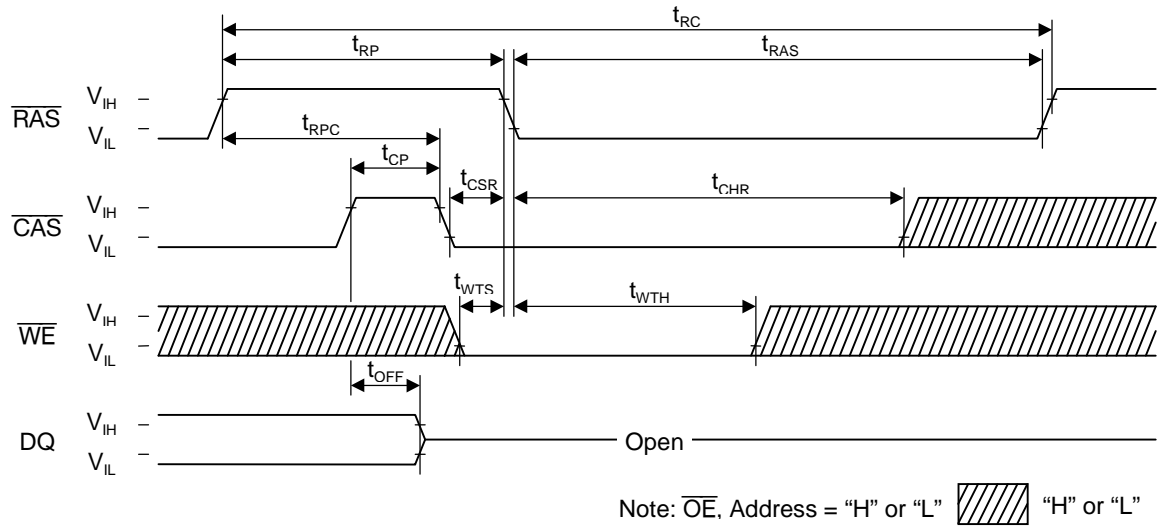 tRC
tRP tRAS
RAS VIH
VIL
tRPC
tCP
tCSR tCHR
CAS VIH
VIL
tWTS tWTH
WE VIH
VIL
tOFF
DQ VIH
VIL
Open
Note: OE, Address = “H” or “L” “H” or “L”